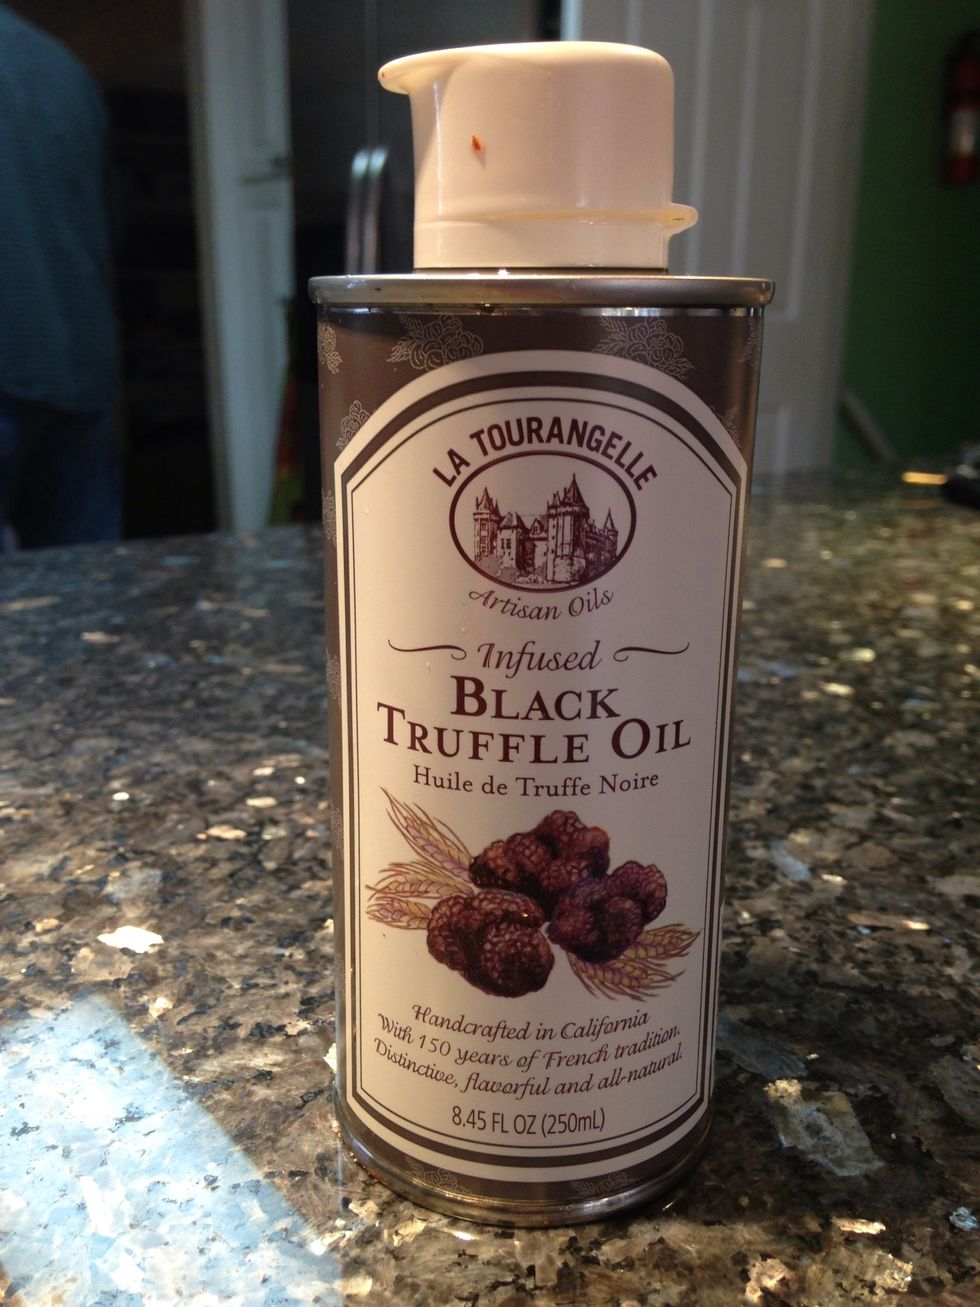 LA TOURANGELLE
Artisan Oils
Infused
BLACK
TRUFFLE OIL
Huile de Truffe Noire
Handcrafted in California
With 150 years of French tradition.
Distinctive, flavorful and all-natural.
8.45 FL OZ (250mL)